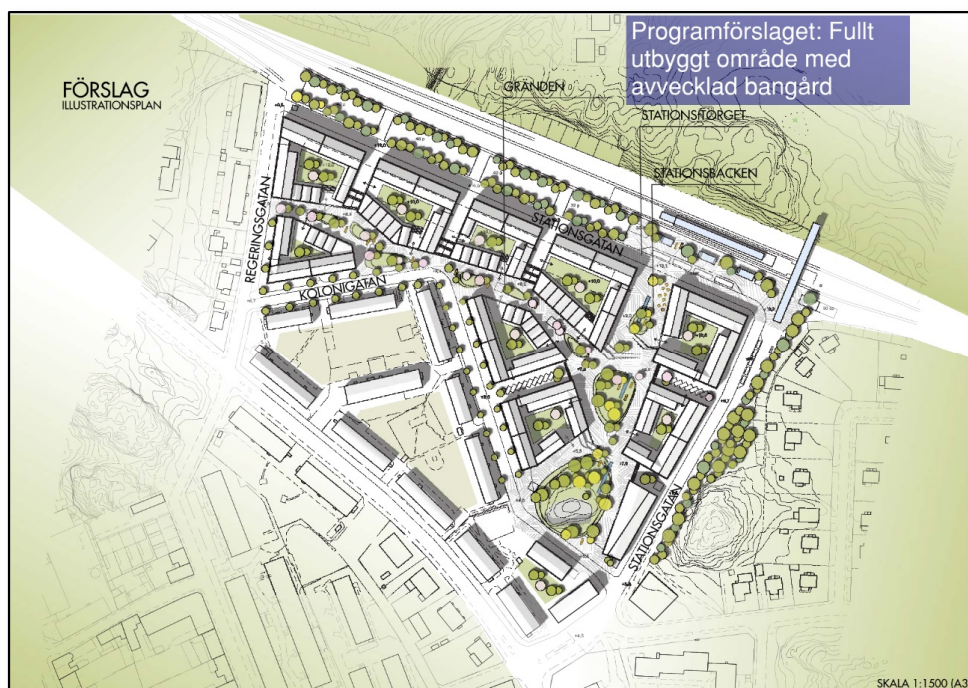 Programförslaget: Fullt
utbyggt område med
avvecklad bangård
FÖRSLAG
ILLUSTRATIONSPLAN
GRÄNDEN
STATIONSTORGET
STATIONSBACKEN
STATIONSGATAN
REGERINGSGATAN
KOLONIGATAN
STATIONSGATAN
SKALA 1:1500 (A3